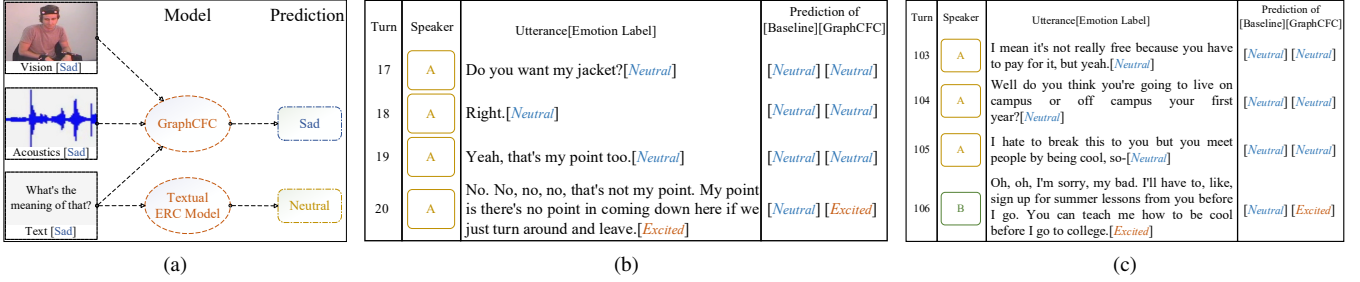 Model
Prediction
Vision [Sad]
GraphCFC
Sad
Acoustics [Sad]
What's the
meaning of that?
Textual
ERC Model
Neutral
Text [Sad]
(a)
Turn Speaker Utterance[Emotion Label] Prediction of
[Baseline][GraphCFC]
17 A Do you want my jacket?[Neutral] [Neutral] [Neutral]
18 A Right.[Neutral] [Neutral] [Neutral]
19 A Yeah, that's my point too.[Neutral] [Neutral] [Neutral]
No. No, no, no, that's not my point. My point
20 A is there's no point in coming down here if we [Neutral] [Excited]
just turn around and leave.[Excited]
(b)
Turn Speaker Utterance[Emotion Label] Prediction of
[Baseline][GraphCFC]
103 A I mean it's not really free because you have [Neutral] [Neutral]
to pay for it, but yeah.[Neutral]
Well do you think you're going to live on
104 A campus or off campus your first [Neutral] [Neutral]
year?[Neutral]
105 A I hate to break this to you but you meet [Neutral] [Neutral]
people by being cool, so-[Neutral]
Oh, oh, I'm sorry, my bad. I'll have to, like,
106 B sign up for summer lessons from you before [Neutral] [Excited]
I go. You can teach me how to be cool
before I go to college.[Excited]
(c)